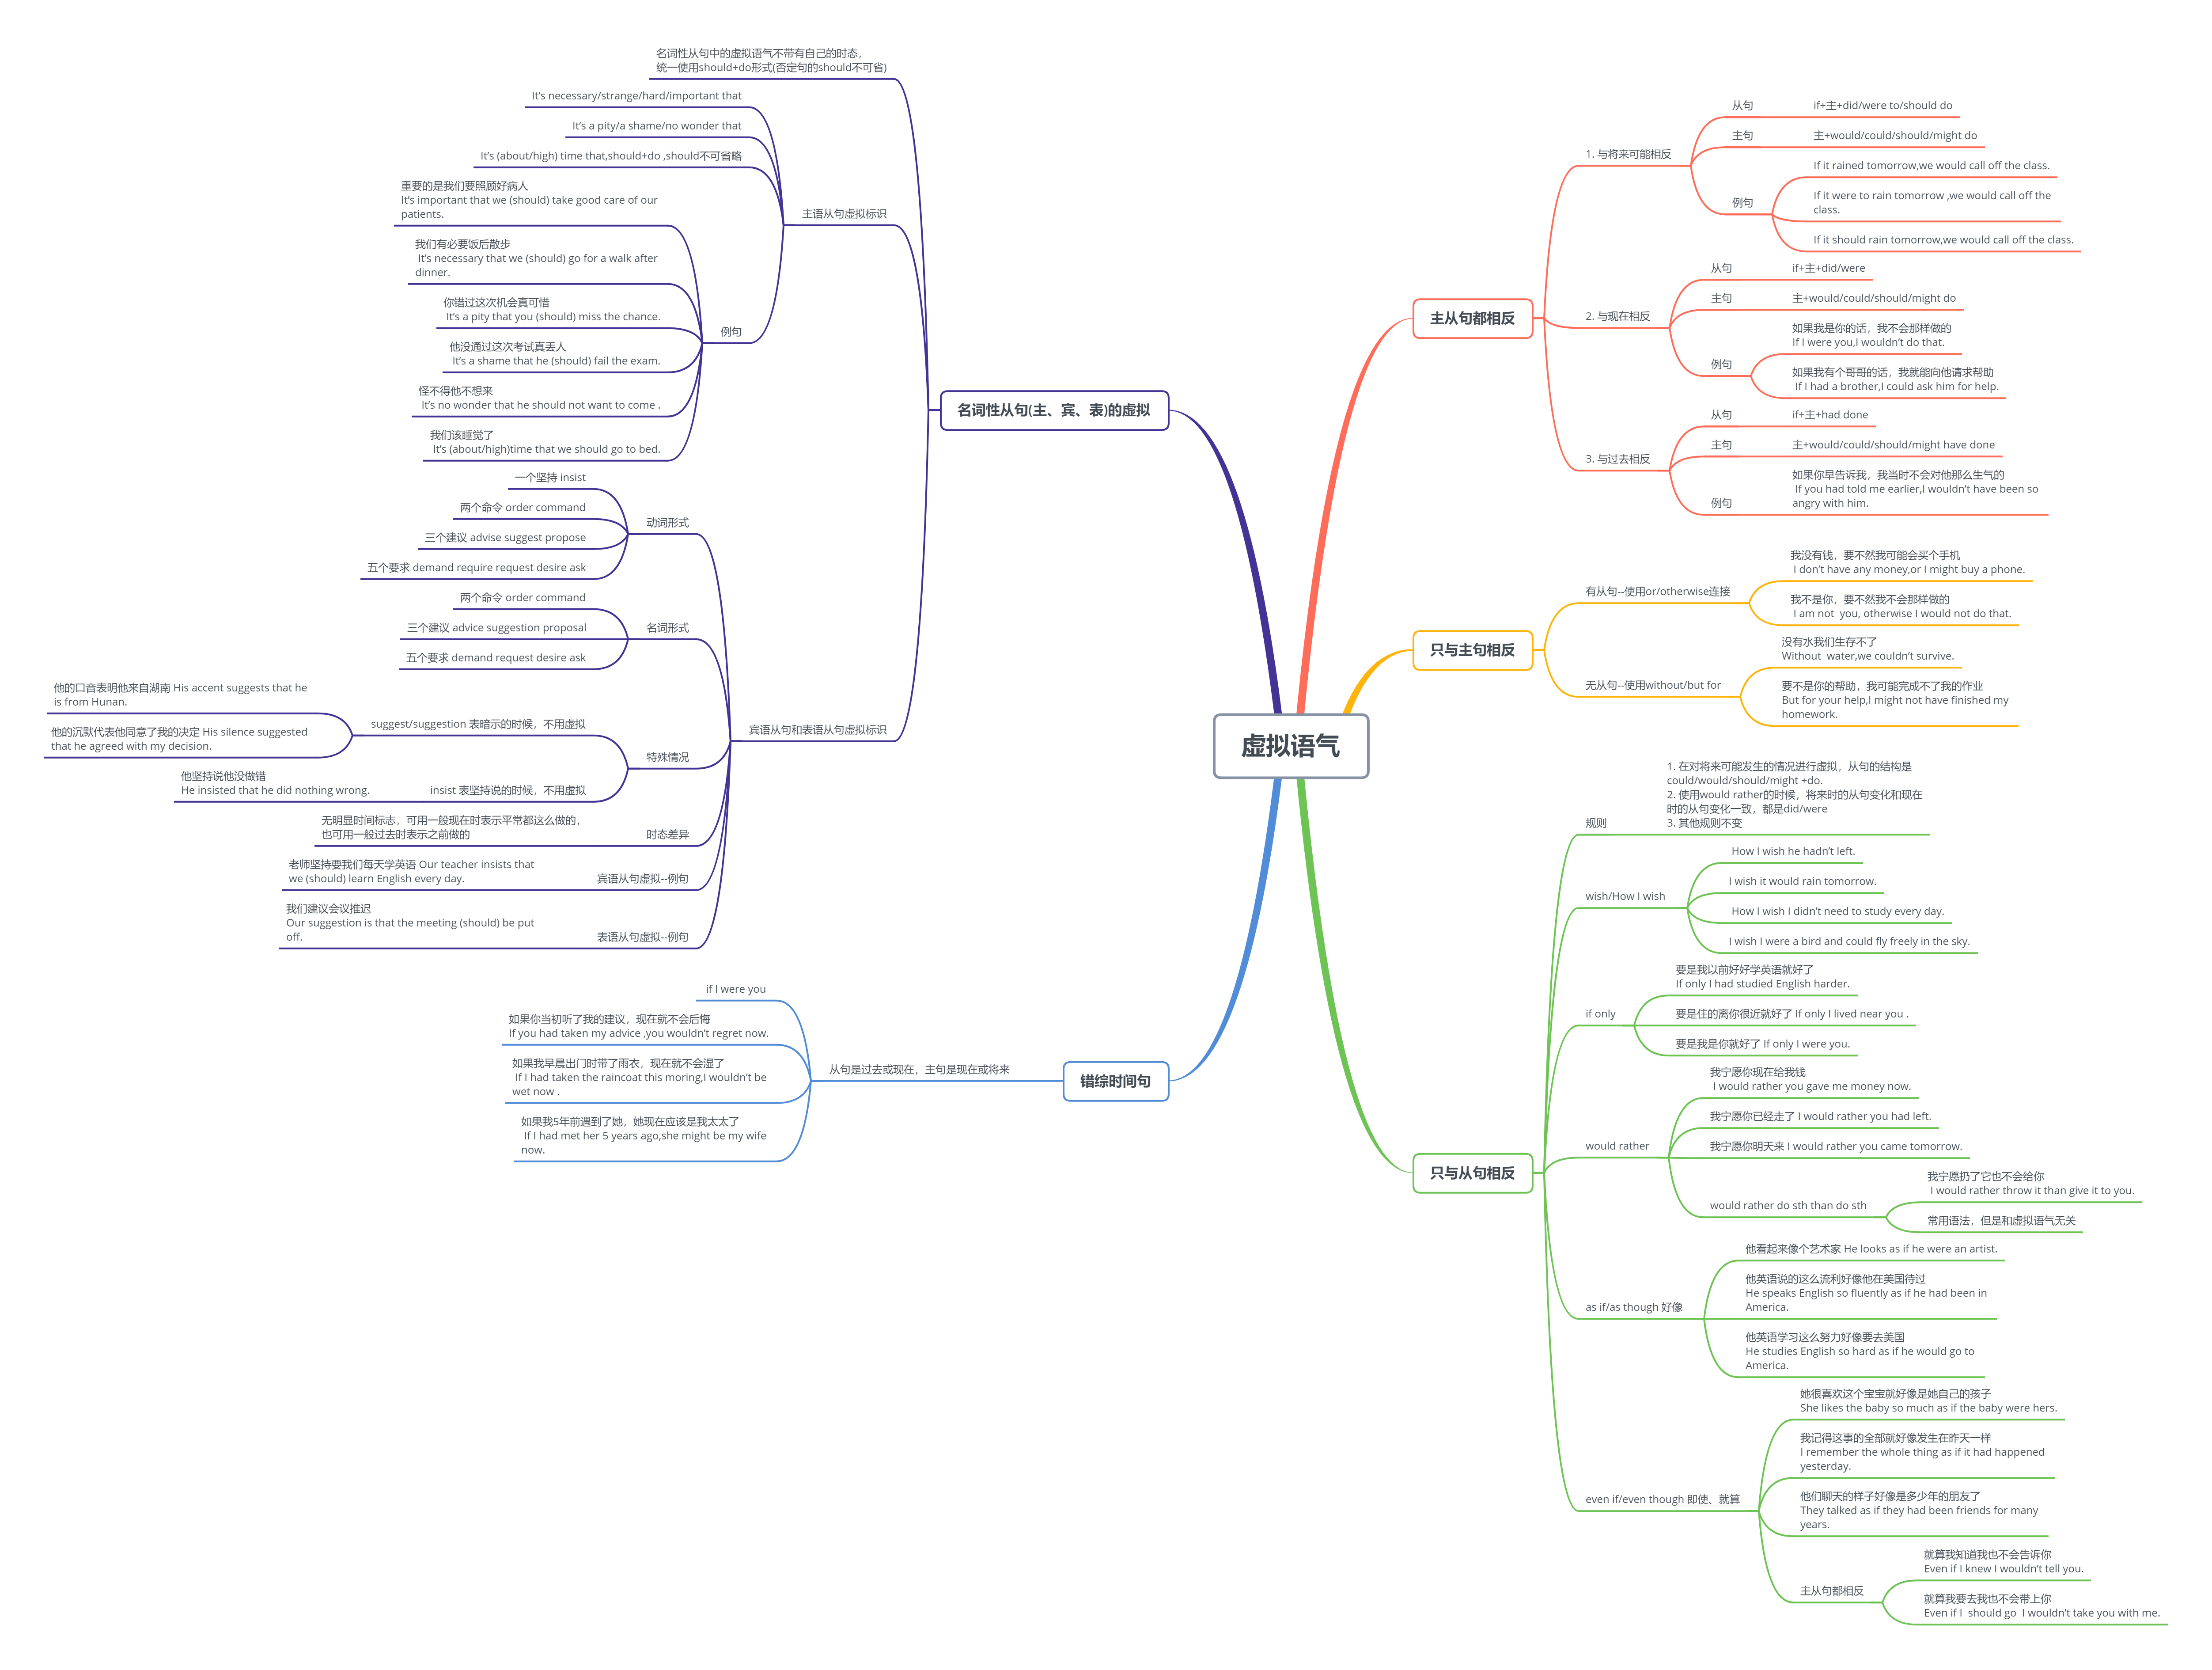 虚拟语气
主从句都相反
1. 与将来可能相反
从句
if+主+did/were to/should do
主句
主+would/could/should/might do
例句
If it rained tomorrow,we would call off the class.
If it were to rain tomorrow ,we would call off the
class.
If it should rain tomorrow,we would call off the class.
2. 与现在相反
从句
if+主+did/were
主句
主+would/could/should/might do
例句
如果我是你的话，我不会那样做的
If I were you,I wouldn't do that.
如果我有个哥哥的话，我就能向他请求帮助
If I had a brother,I could ask him for help.
3. 与过去相反
从句
if+主+had done
主句
主+would/could/should/might have done
例句
如果你早告诉我，我当时不会对他那么生气的
If you had told me earlier,I wouldn't have been so
angry with him.
只与主句相反
有从句--使用or/otherwise连接
我没有钱，要不然我可能会买个手机
I don't have any money,or I might buy a phone.
我不是你，要不然我不会那样做的
I am not  you, otherwise I would not do that.
无从句--使用without/but for
没有水我们生存不了
Without  water,we couldn't survive.
要不是你的帮助，我可能完成不了我的作业
But for your help,I might not have finished my
homework.
只与从句相反
规则
1. 在对将来可能发生的情况进行虚拟，从句的结构是
could/would/should/might +do.
2. 使用would rather的时候，将来时的从句变化和现在
时的从句变化一致，都是did/were
3. 其他规则不变
wish/How I wish
How I wish he hadn't left.
I wish it would rain tomorrow.
How I wish I didn't need to study every day.
I wish I were a bird and could fly freely in the sky.
if only
要是我以前好好学英语就好了
If only I had studied English harder.
要是住的离你很近就好了 If only I lived near you .
要是我是你就好了 If only I were you.
would rather
我宁愿你现在给我钱
I would rather you gave me money now.
我宁愿你已经走了 I would rather you had left.
我宁愿你明天来 I would rather you came tomorrow.
would rather do sth than do sth
我宁愿扔了它也不会给你
I would rather throw it than give it to you.
常用语法，但是和虚拟语气无关
as if/as though 好像
他看起来像个艺术家 He looks as if he were an artist.
他英语说的这么流利好像他在美国待过
He speaks English so fluently as if he had been in
America.
他英语学习这么努力好像要去美国
He studies English so hard as if he would go to
America.
even if/even though 即使、就算
她很喜欢这个宝宝就好像是她自己的孩子
She likes the baby so much as if the baby were hers.
我记得这事的全部就好像发生在昨天一样
I remember the whole thing as if it had happened
yesterday.
他们聊天的样子好像是多少年的朋友了
They talked as if they had been friends for many
years.
主从句都相反
就算我知道我也不会告诉你
Even if I knew I wouldn't tell you.
就算我要去我也不会带上你
Even if I  should go  I wouldn't take you with me.
名词性从句(主、宾、表)的虚拟
名词性从句中的虚拟语气不带有自己的时态，
统一使用should+do形式(否定句的should不可省)
主语从句虚拟标识
It's necessary/strange/hard/important that
It's a pity/a shame/no wonder that
It's (about/high) time that,should+do ,should不可省略
例句
重要的是我们要照顾好病人
It's important that we (should) take good care of our
patients.
我们有必要饭后散步
It's necessary that we (should) go for a walk after
dinner.
你错过这次机会真可惜
It's a pity that you (should) miss the chance.
他没通过这次考试真丢人
It's a shame that he (should) fail the exam.
怪不得他不想来
It's no wonder that he should not want to come .
我们该睡觉了
It's (about/high)time that we should go to bed.
宾语从句和表语从句虚拟标识
动词形式
一个坚持 insist
两个命令 order command
三个建议 advise suggest propose
五个要求 demand require request desire ask
名词形式
两个命令 order command
三个建议 advice suggestion proposal
五个要求 demand request desire ask
特殊情况
suggest/suggestion 表暗示的时候，不用虚拟
他的口音表明他来自湖南 His accent suggests that he
is from Hunan.
他的沉默代表他同意了我的决定 His silence suggested
that he agreed with my decision.
insist 表坚持说的时候，不用虚拟
他坚持说他没做错
He insisted that he did nothing wrong.
时态差异
无明显时间标志，可用一般现在时表示平常都这么做的，
也可用一般过去时表示之前做的
宾语从句虚拟--例句
老师坚持要我们每天学英语 Our teacher insists that
we (should) learn English every day.
表语从句虚拟--例句
我们建议会议推迟
Our suggestion is that the meeting (should) be put
off.
错综时间句
从句是过去或现在，主句是现在或将来
if I were you
如果你当初听了我的建议，现在就不会后悔
If you had taken my advice ,you wouldn't regret now.
如果我早晨出门时带了雨衣，现在就不会湿了
If I had taken the raincoat this moring,I wouldn't be
wet now .
如果我5年前遇到了她，她现在应该是我太太了
If I had met her 5 years ago,she might be my wife
now.